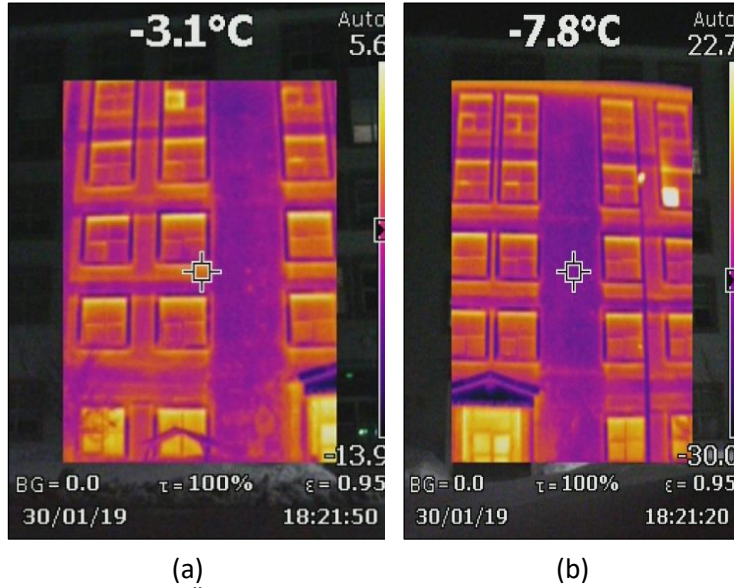 -3.1°C
Auto
5.6
-13.9
BG=0.0 τ=100% ε=0.95
30/01/19 18:21:50
(a)
-7.8°C
Auto
22.7
-30.0
BG=0.0 τ=100% ε=0.95
30/01/19 18:21:20
(b)